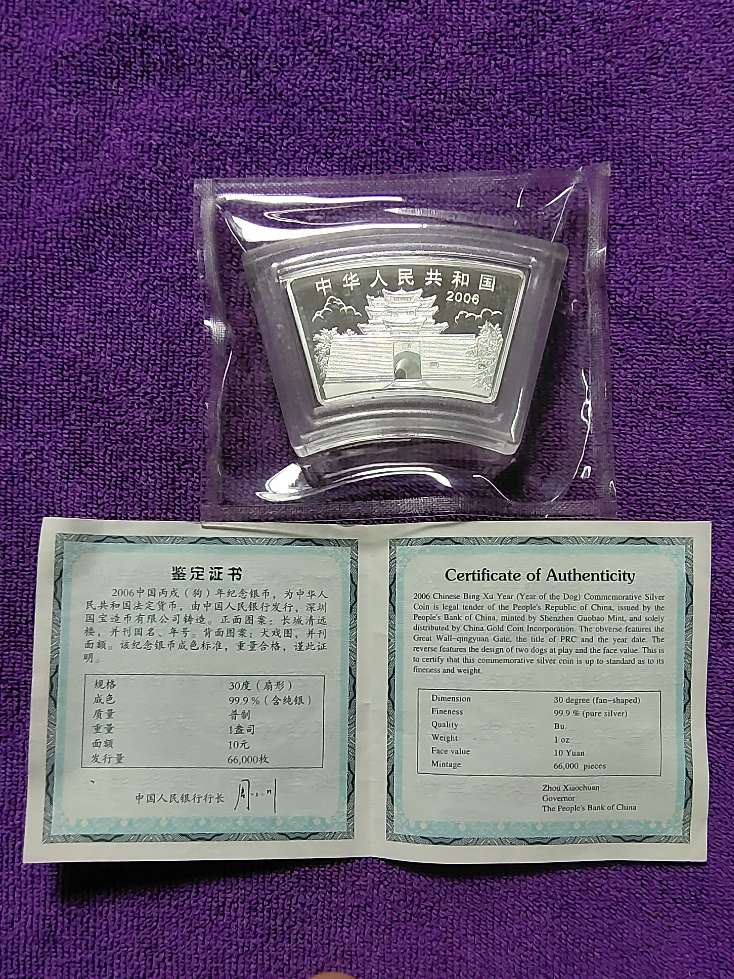 中华人民共和国
2006
鉴定证书
2006中国丙戌（狗）年纪念银币，为中华人
民共和国法定货币，由中国人民银行发行，深圳
国宝造币有限公司铸造。正面图案：长城清远
楼，并刊国名、年号。背面图案：犬戏图，并刊
面额。该纪念银币成色标准，重量合格，谨此证
明。
规格 30度（扇形）
成色 99.9％（含纯银）
质量 普制
重量 1盎司
面额 10元
发行量 66,000枚
中国人民银行行长
Certificate of Authenticity
2006 Chinese Bing Xu Year (Year of the Dog) Commemorative Silver
Coin is legal tender of the People's Republic of China, issued by the
People's Bank of China, minted by Shenzhen Guobao Mint, and solely
distributed by China Gold Coin Incorporation. The obverse features the
Great Wall-qingyuan Gate, the title of PRC and the year date. The
reverse features the design of two dogs at play and the face value. This is
to certify that this commemorative silver coin is up to standard as to its
fineness and weight.
Dimension 30 degree (fan-shaped)
Fineness 99.9 % (pure silver)
Quality Bu.
Weight 1 oz
Face value 10 Yuan
Mintage 66,000 pieces
Zhou Xiaochuan
Governor
The People's Bank of China